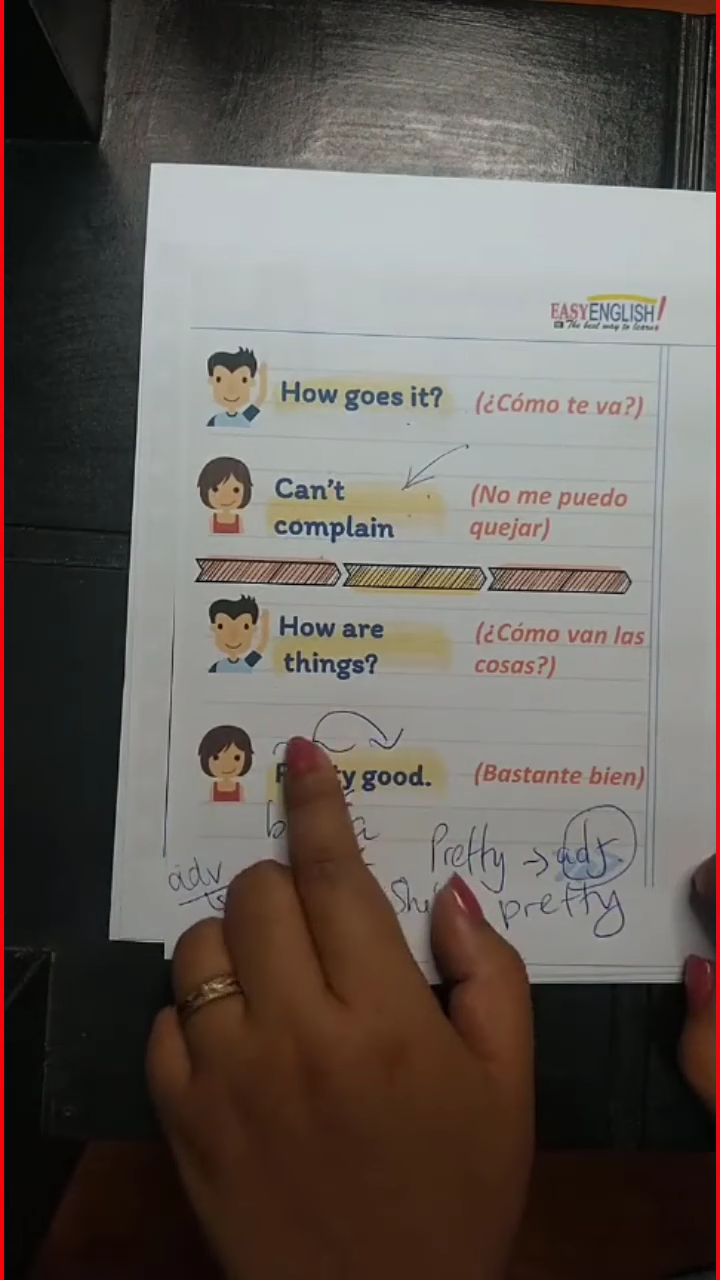 EASYENGLISH!
The best way to learn
How goes it? (¿Cómo te va?)
Can't (No me puedo
complain quejar)
How are (¿Cómo van las
things? cosas?)
good. (Bastante bien)
Pretty → adj.
adv
pretty